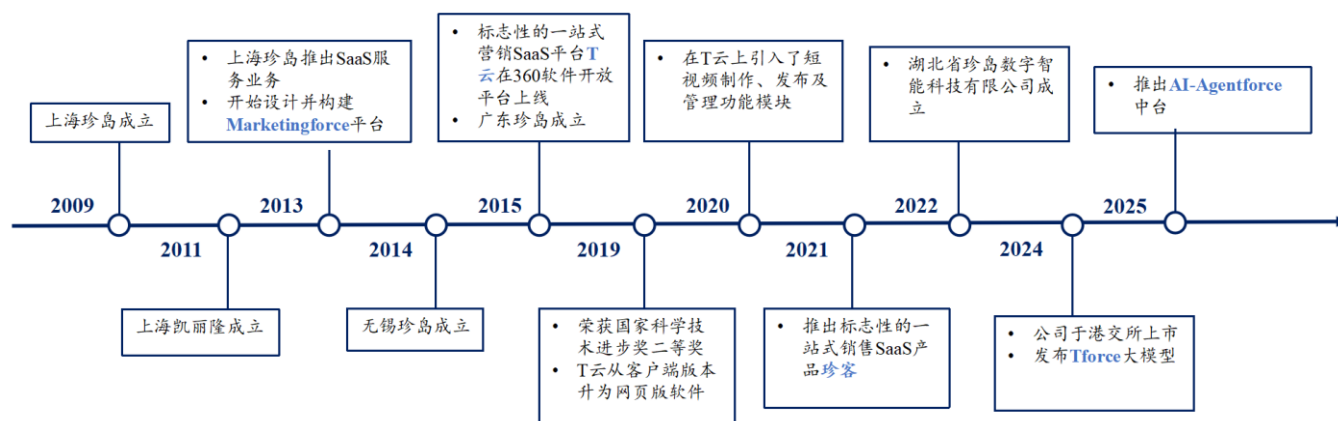 2009
上海珍岛成立
2011
上海凯丽隆成立
2013
• 上海珍岛推出SaaS服
务业务
• 开始设计并构建
Marketingforce平台
2014
无锡珍岛成立
2015
• 标志性的一站式
营销SaaS平台T
云在360软件开放
平台上线
• 广东珍岛成立
2019
• 荣获国家科学技
术进步奖二等奖
• T云从客户端版本
升为网页版软件
2020
• 在T云上引入了短
视频制作、发布及
管理功能模块
2021
• 推出标志性的一
站式销售SaaS产
品珍客
2022
• 湖北省珍岛数字智
能科技有限公司成
立
2024
• 公司于港交所上市
• 发布Tforce大模型
2025
• 推出AI-Agentforce
中台